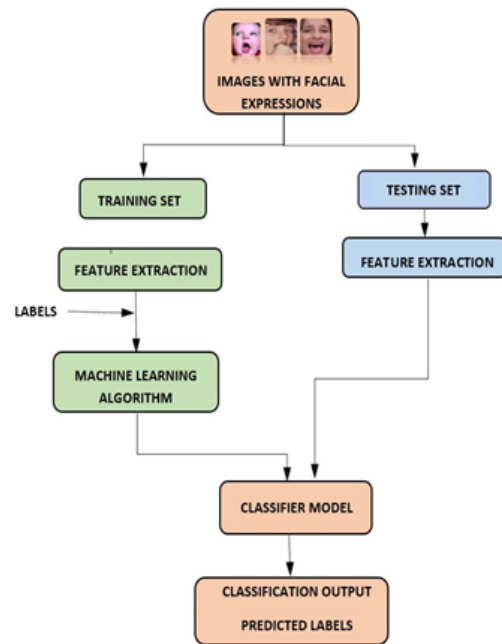 IMAGES WITH FACIAL
EXPRESSIONS
TRAINING SET
TESTING SET
FEATURE EXTRACTION
FEATURE EXTRACTION
LABELS
MACHINE LEARNING
ALGORITHM
CLASSIFIER MODEL
CLASSIFICATION OUTPUT
PREDICTED LABELS